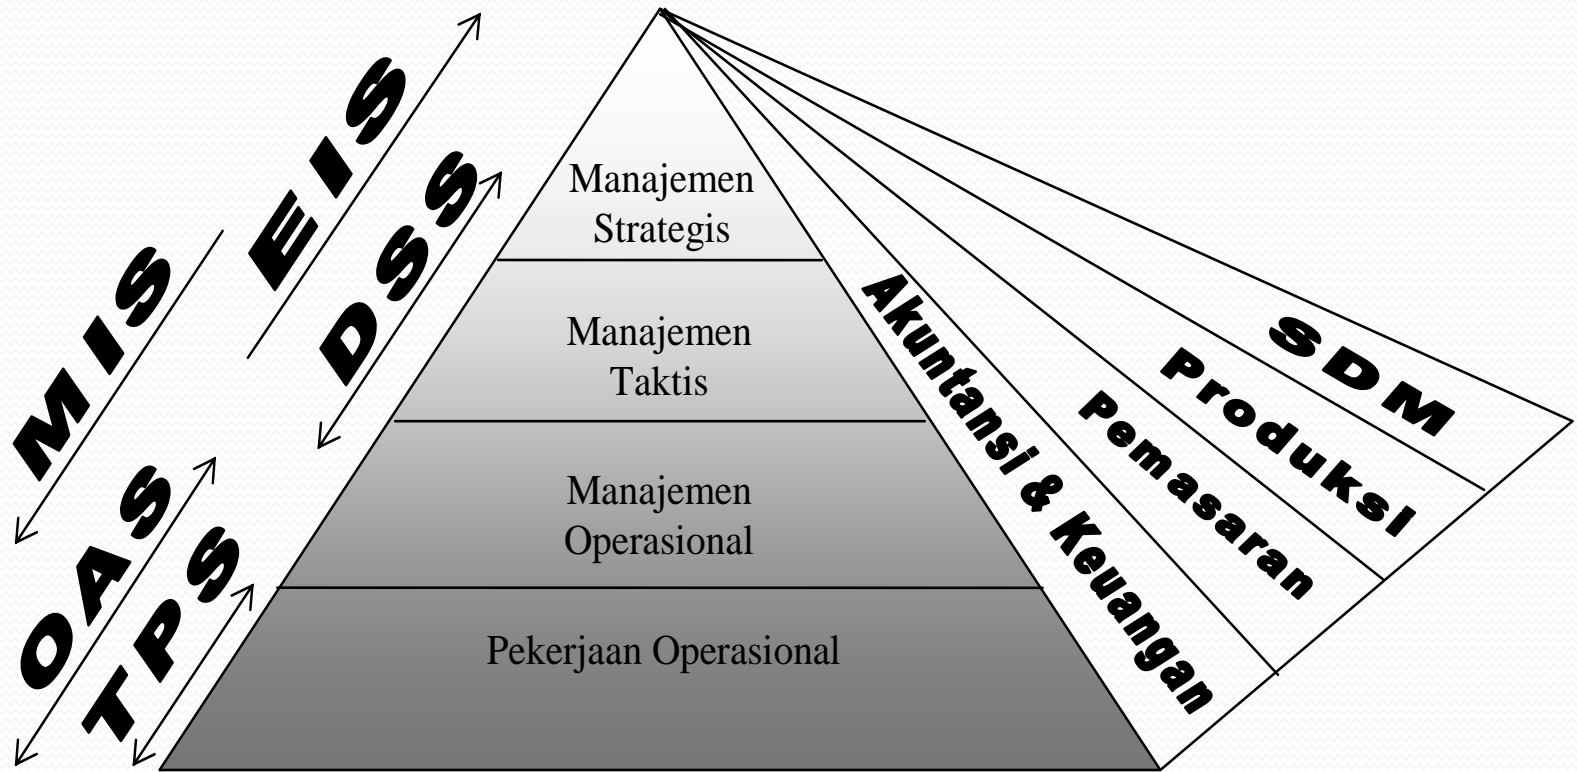 EIS
DSS
MIS
OAS
TPS
Manajemen
Strategis
Manajemen
Taktis
Manajemen
Operasional
Pekerjaan Operasional
Akuntansi & Keuangan
Pemasaran
Produksi
SDM